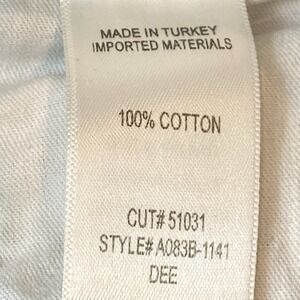 MADE IN TURKEY
IMPORTED MATERIALS
100% COTTON
CUT# 51031
STYLE# A083B-1141
DEE